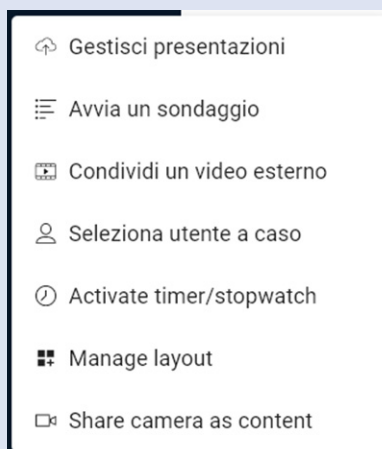 Gestisci presentazioni
Avvia un sondaggio
Condividi un video esterno
Seleziona utente a caso
Activate timer/stopwatch
Manage layout
Share camera as content